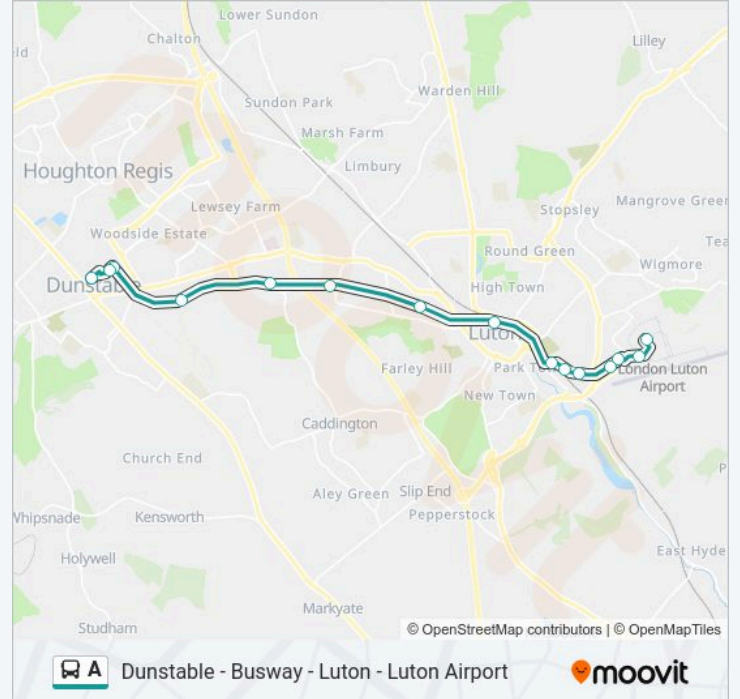 Lower Sundon
Chalton
Lilley
Warden Hill
Sundon Park
Marsh Farm
Limbury
Houghton Regis
Lewsey Farm
Mangrove Green
Stopsley
Woodside Estate
Round Green
Wigmore
Dunstable
High Town
Luton
Farley Hill
Park Town
London Luton
Airport
New Town
Caddington
Church End
Aley Green
Slip End
Pepperstock
Whipsnade
Kensworth
East Hyde
Holywell
Markyate
Studham
© OpenStreetMap contributors | © OpenMapTiles
A
Dunstable - Busway - Luton - Luton Airport
moovit